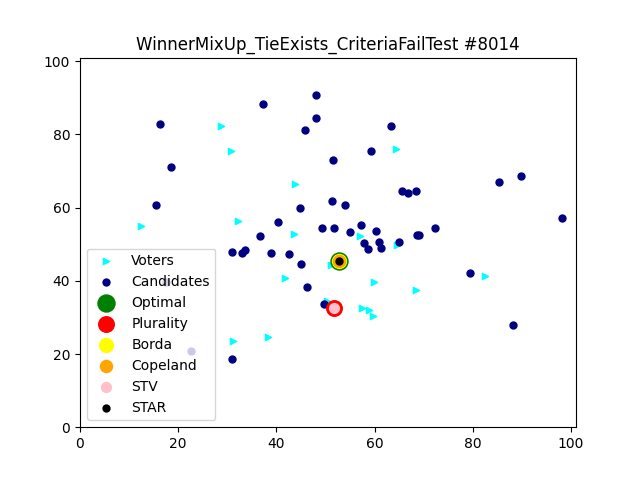 WinnerMixUp_TieExists_CriteriaFailTest #8014
100
80
60
40
20
0
0 20 40 60 80 100
Voters
Candidates
Optimal
Plurality
Borda
Copeland
STV
STAR